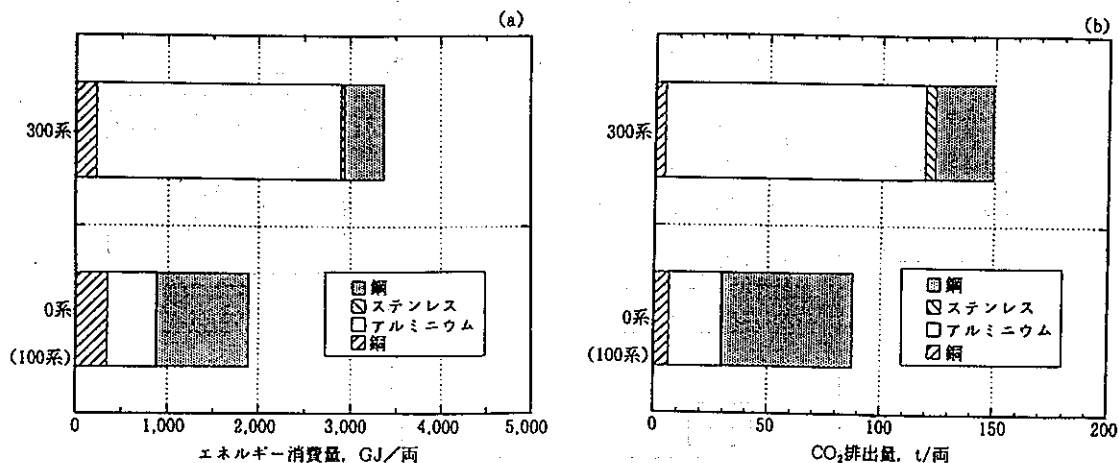 (a)
300系
0系
(100系)
鋼
ステンレス
アルミニウム
銅
0 1,000 2,000 3,000 4,000 5,000
エネルギー消費量, GJ/両
(b)
300系
0系
(100系)
鋼
ステンレス
アルミニウム
銅
0 50 100 150 200
CO₂排出量, t/両